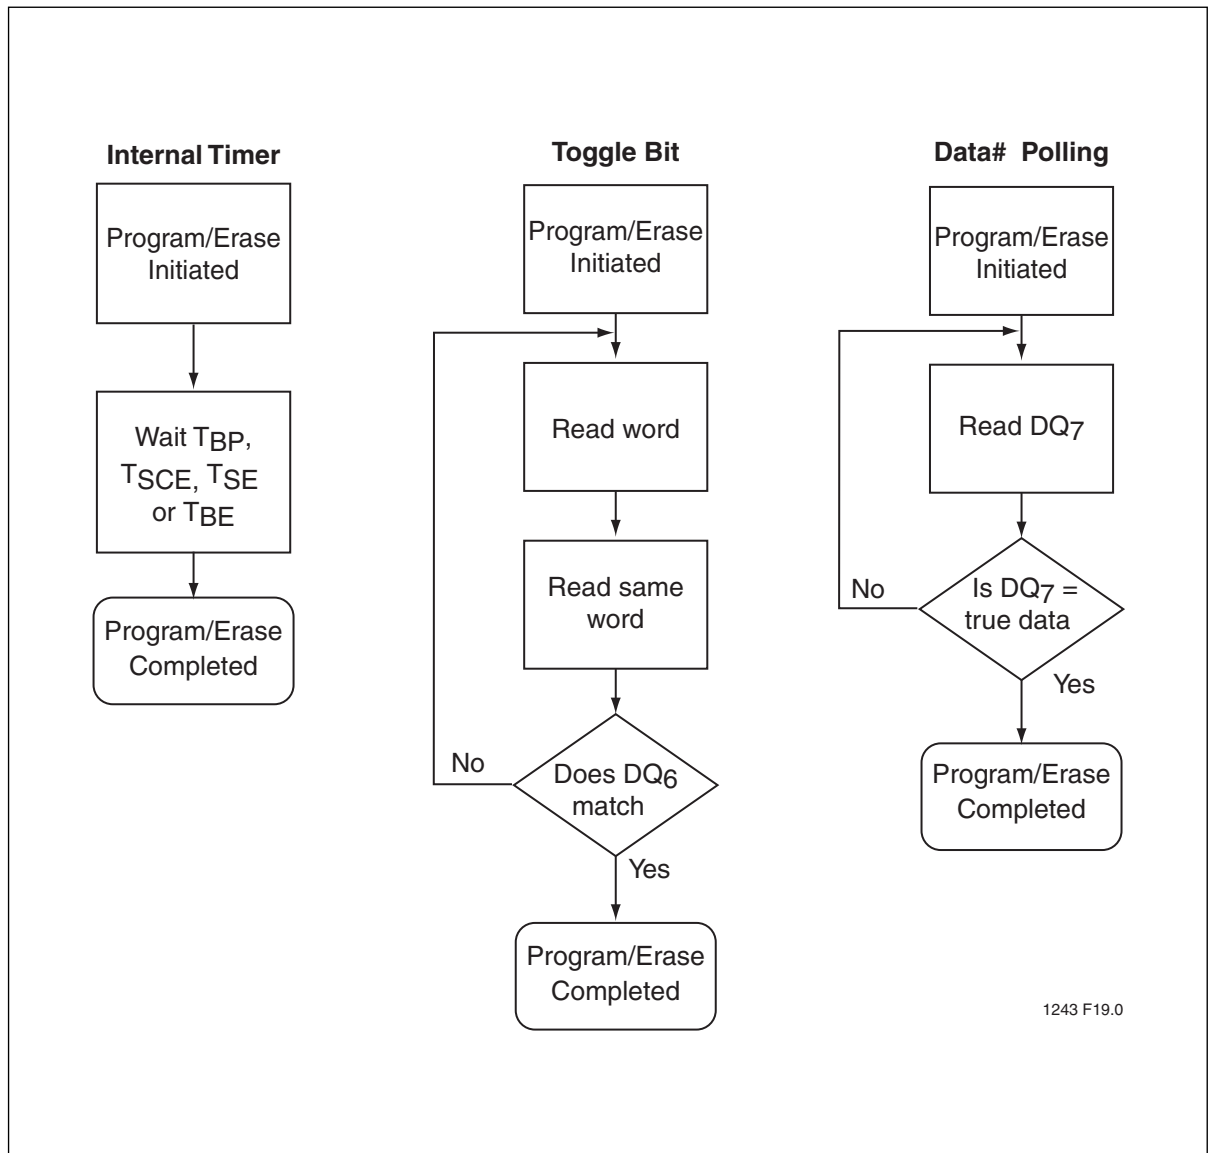 Internal Timer
Program/Erase
Initiated
Wait TBP,
TSCE, TSE
or TBE
Program/Erase
Completed
Toggle Bit
Program/Erase
Initiated
Read word
Read same
word
Does DQ6
match
No
Yes
Program/Erase
Completed
Data# Polling
Program/Erase
Initiated
Read DQ7
Is DQ7 =
true data
No
Yes
Program/Erase
Completed
1243 F19.0